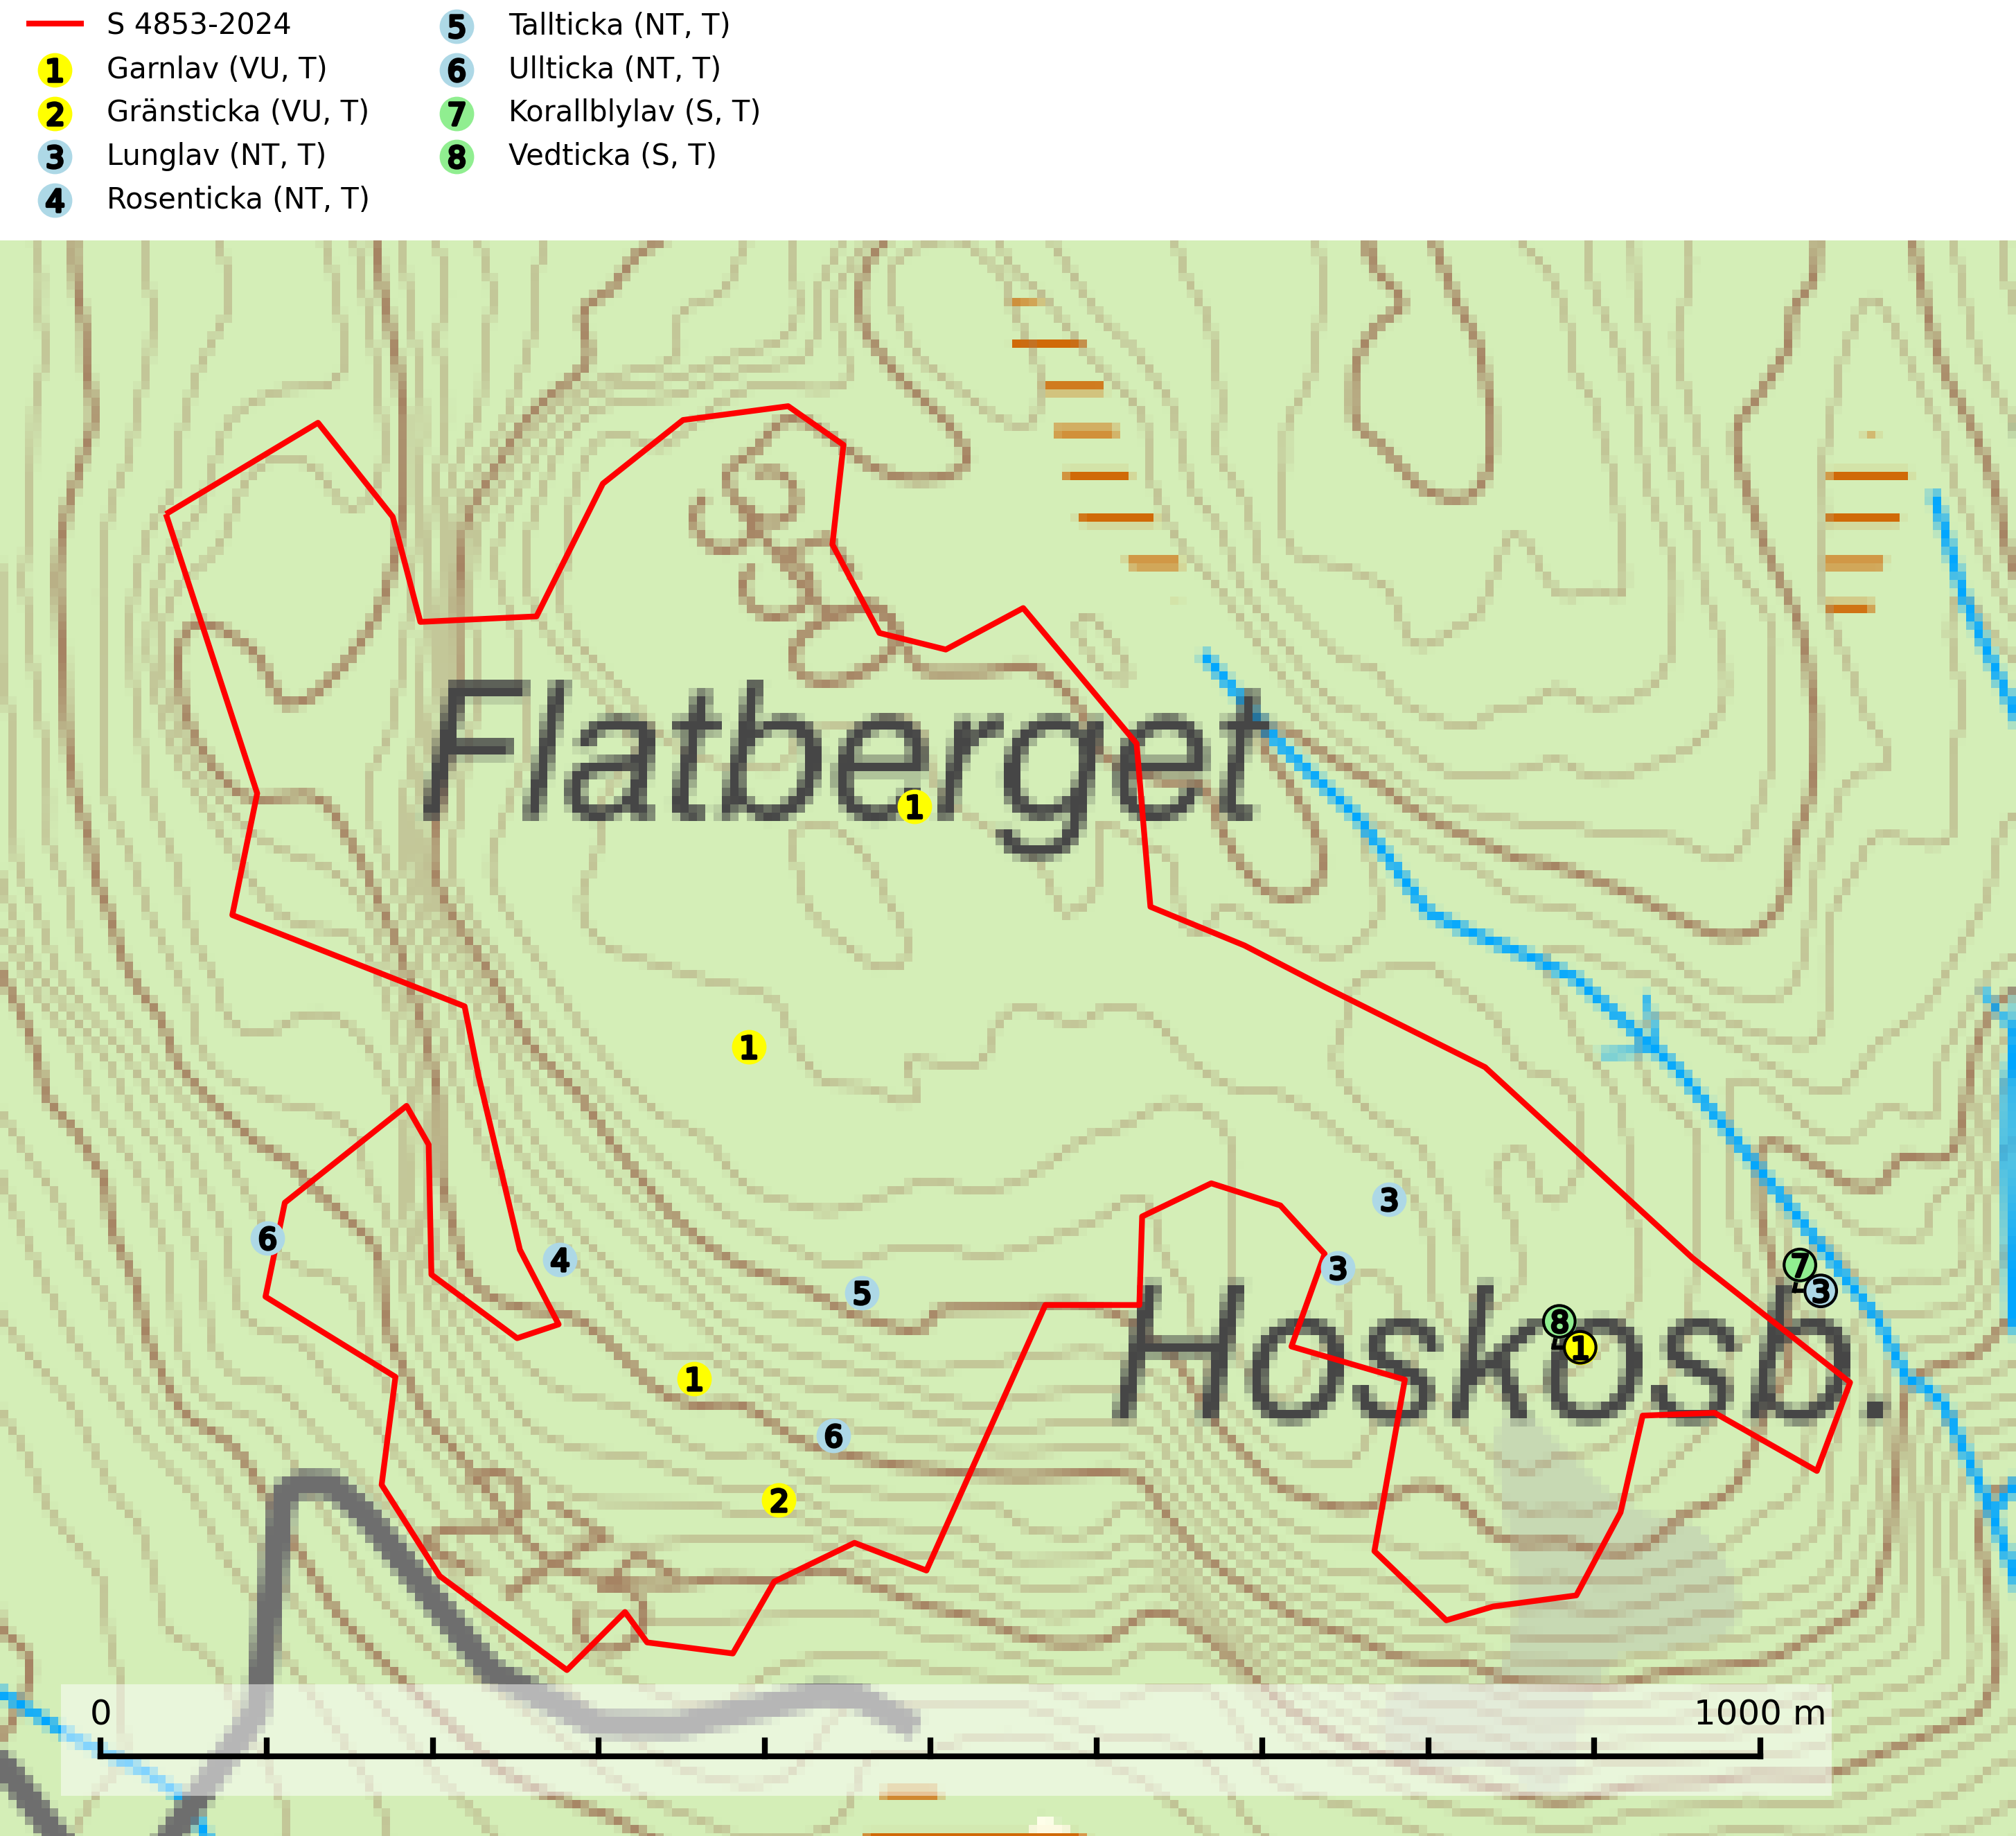 S 4853-2024
1 Garnlav (VU, T)
2 Gränsticka (VU, T)
3 Lunglav (NT, T)
4 Rosenticka (NT, T)
5 Tallticka (NT, T)
6 Ullticka (NT, T)
7 Korallblylav (S, T)
8 Vedticka (S, T)
Flatberget
1
1
3
6
4
3
7
5
3
8
1
1
6
2
Hoskosb.
0
1000 m